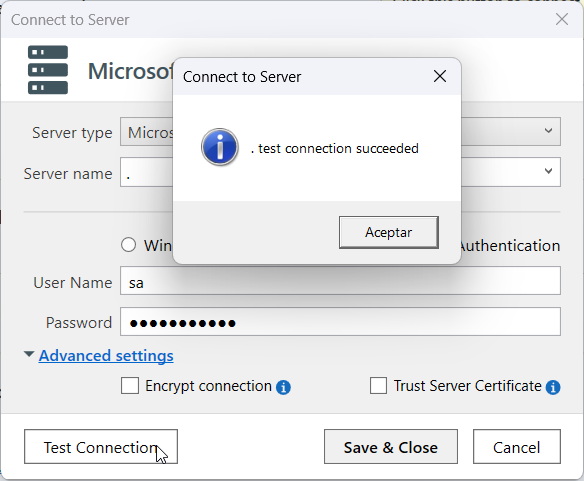 Connect to Server
Microsof
Connect to Server
. test connection succeeded
Aceptar
Server type
Micros
Server name
.
Win
Authentication
User Name
sa
Password
●●●●●●●●●●●
Advanced settings
Encrypt connection
Trust Server Certificate
Test Connection
Save & Close
Cancel